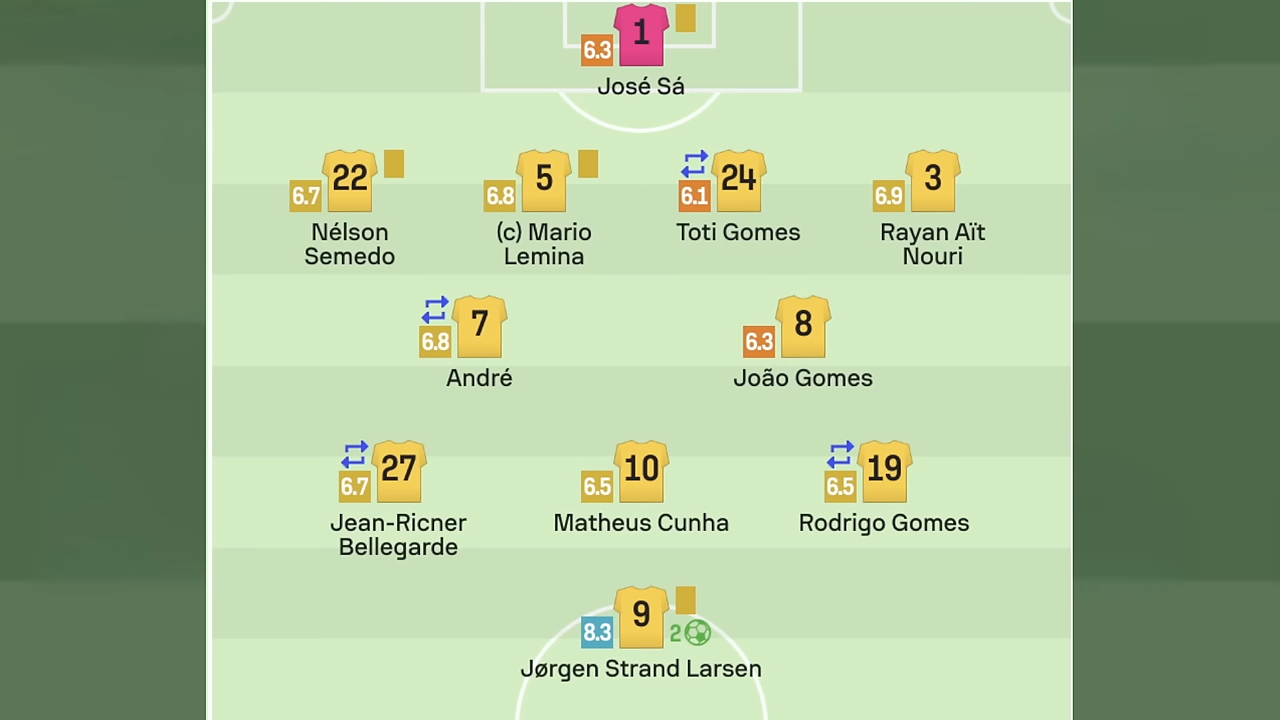 1
6.3
José Sá
22 5 24 3
6.7 6.8 6.1 6.9
Nélson (c) Mario Toti Gomes Rayan Aït
Semedo Lemina Nouri
7 8
6.8 6.3
André João Gomes
27 10 19
6.7 6.5 6.5
Jean-Ricner Matheus Cunha Rodrigo Gomes
Bellegarde
9
8.3 2
Jørgen Strand Larsen